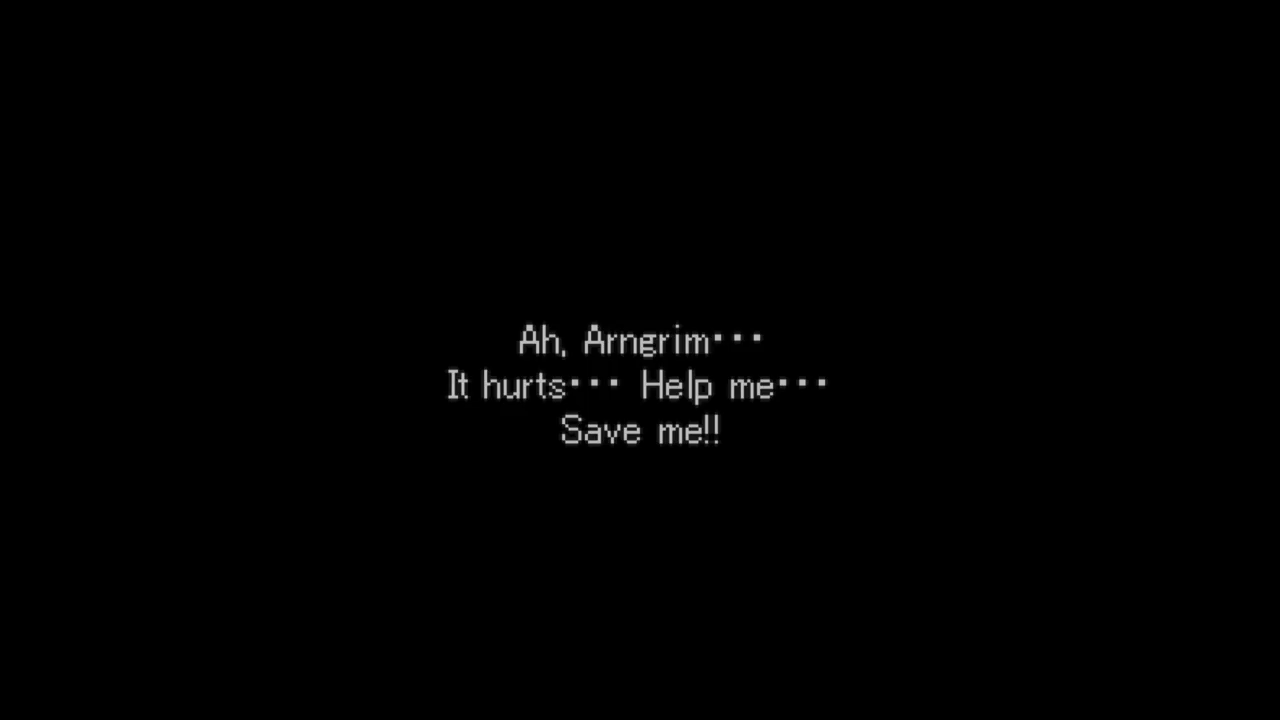 Ah, Arngrim･･･
It hurts･･･ Help me･･･
Save me!!